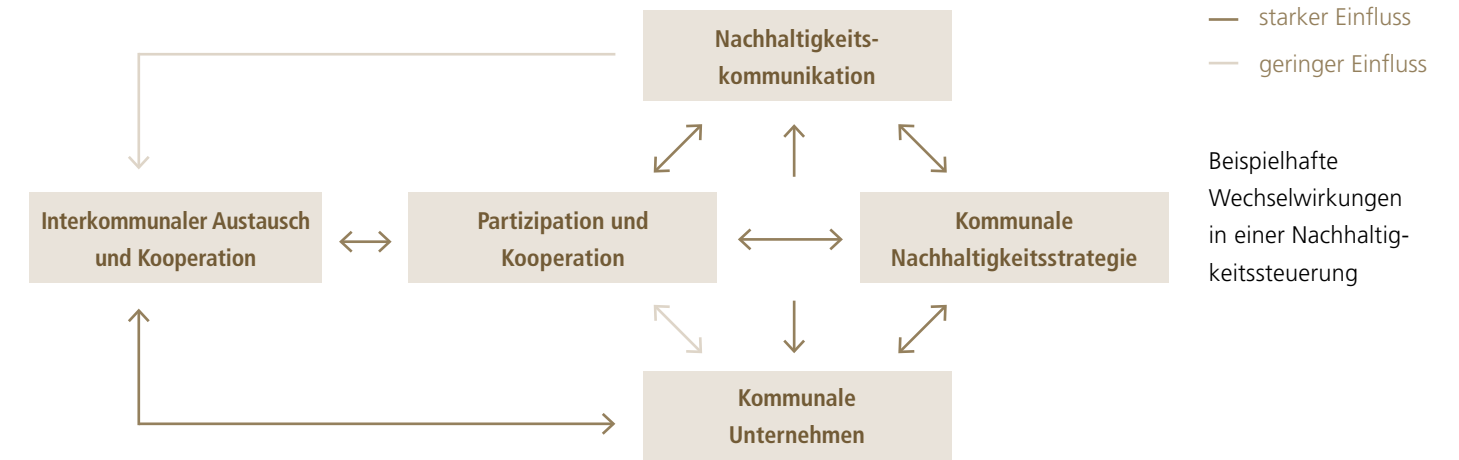 Nachhaltigkeits-
kommunikation
starker Einfluss
geringer Einfluss
Beispielhafte
Wechselwirkungen
in einer Nachhaltig-
keitssteuerung
Interkommunaler Austausch
und Kooperation
Partizipation und
Kooperation
Kommunale
Nachhaltigkeitsstrategie
Kommunale
Unternehmen